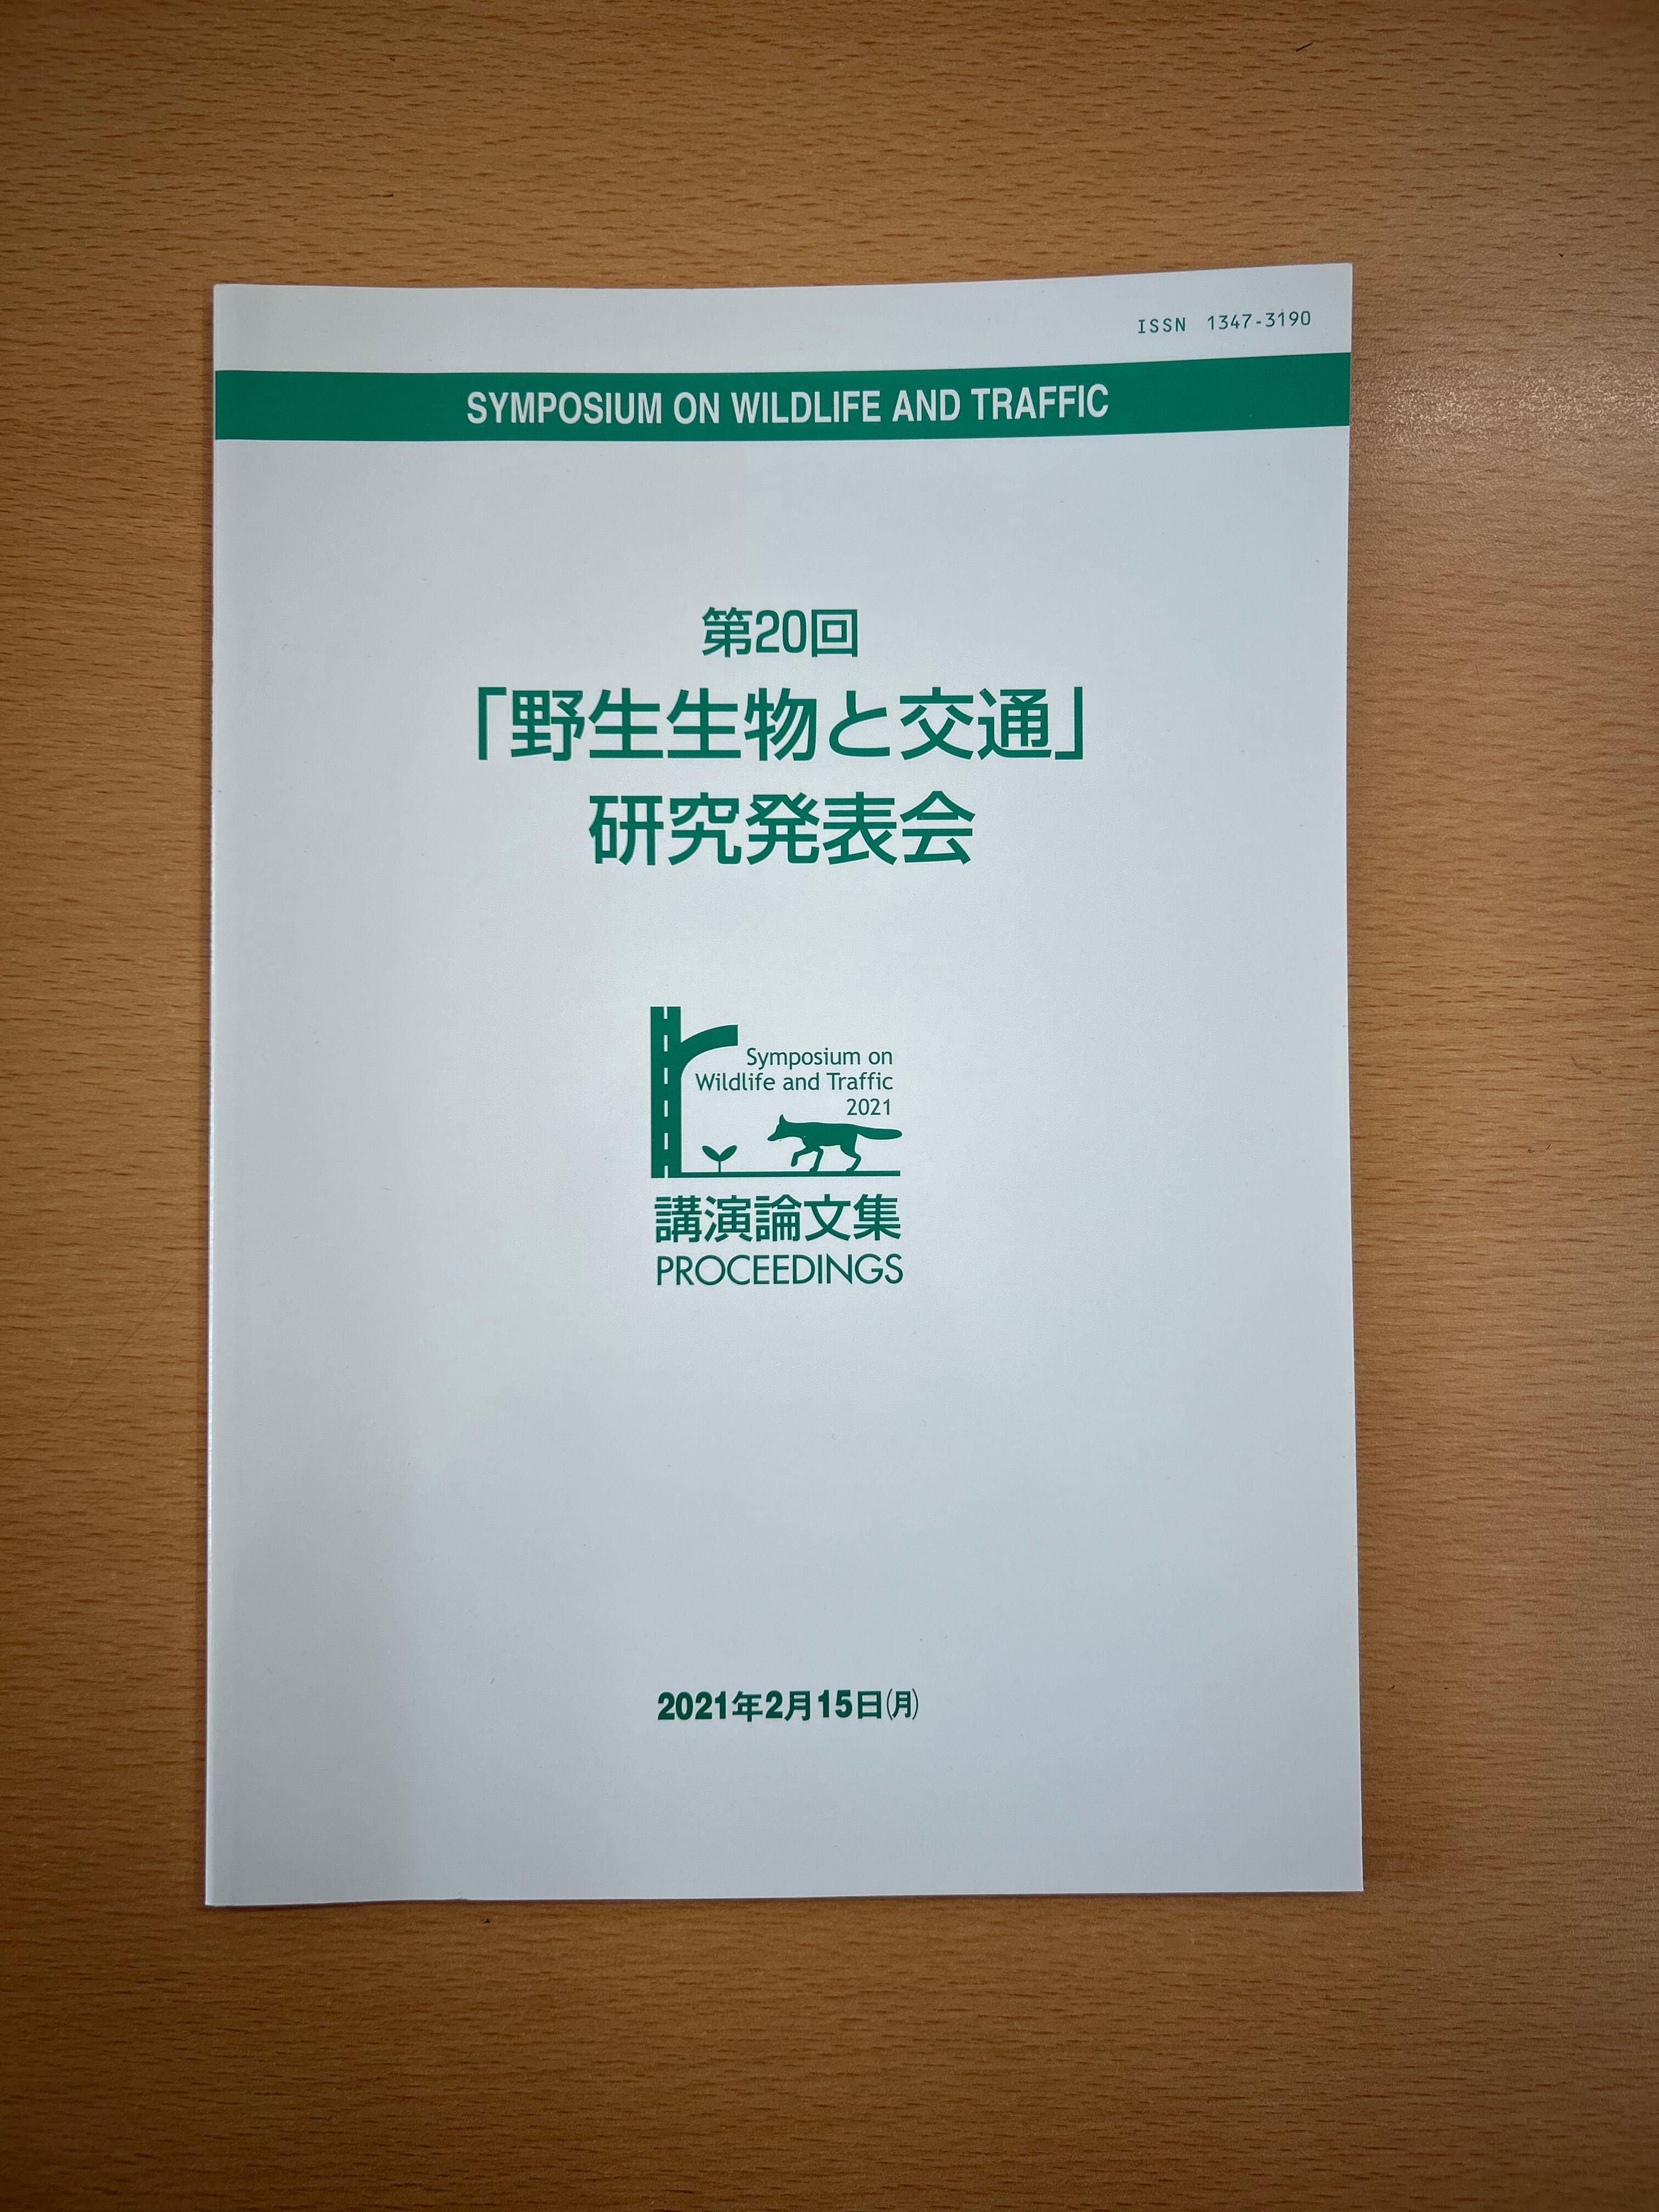 ISSN 1347-3190
SYMPOSIUM ON WILDLIFE AND TRAFFIC
第20回
「野生生物と交通」
研究発表会
Symposium on
Wildlife and Traffic
2021
講演論文集
PROCEEDINGS
2021年2月15日(月)